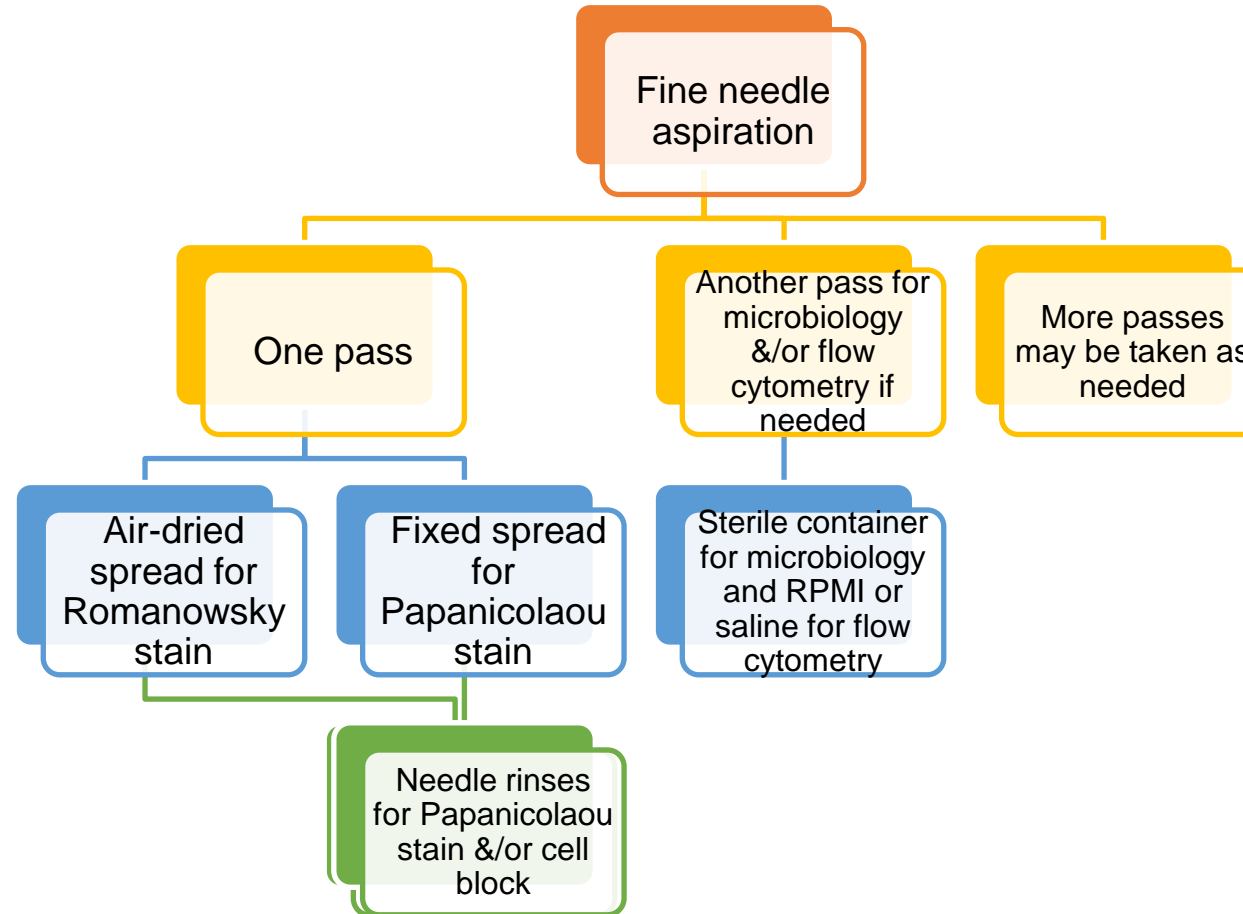 Fine needle
aspiration
One pass
Another pass for
microbiology
&/or flow
cytometry if
needed
More passes
may be taken as
needed
Air-dried
spread for
Romanowsky
stain
Fixed spread
for
Papanicolaou
stain
Sterile container
for microbiology
and RPMI or
saline for flow
cytometry
Needle rinses
for Papanicolaou
stain &/or cell
block